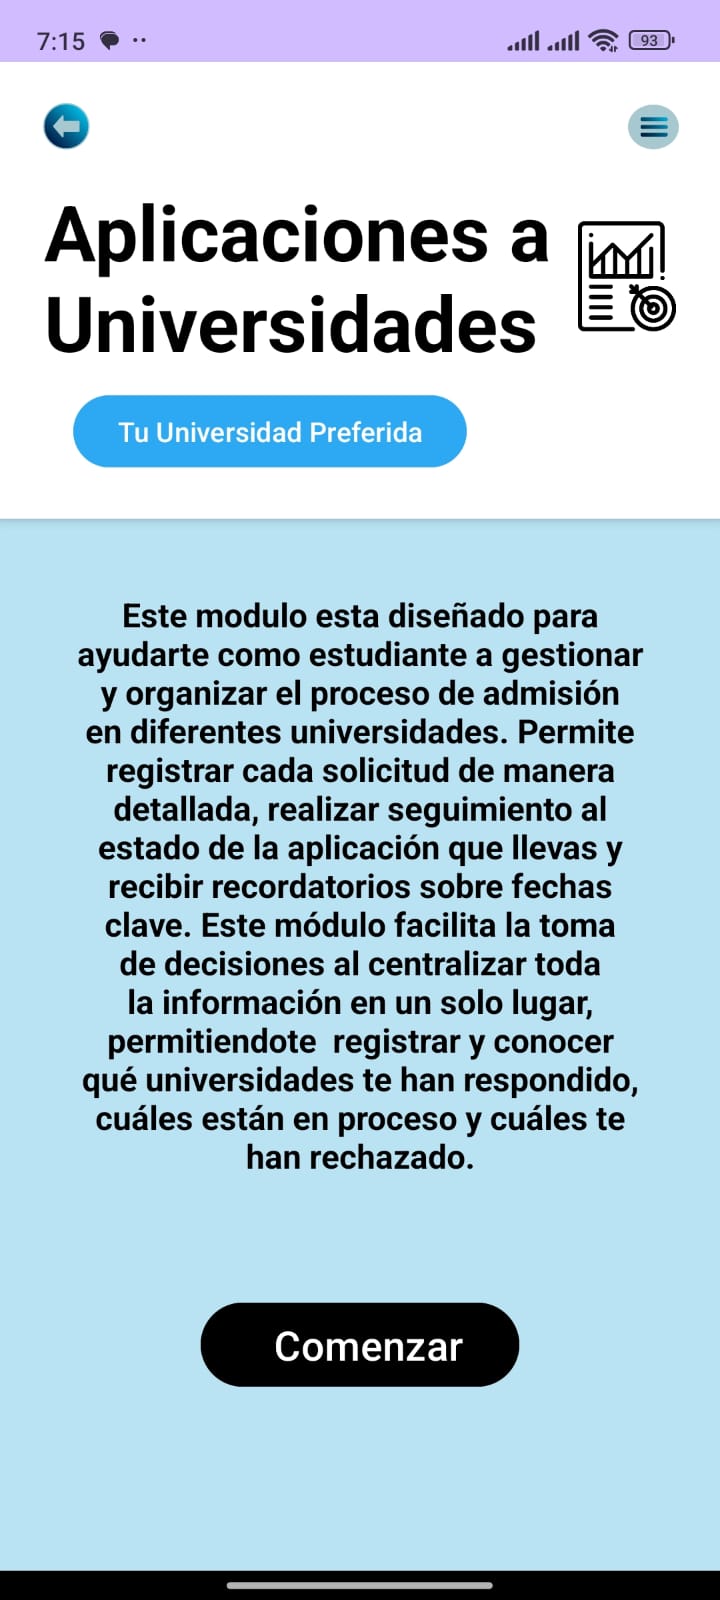 7:15
93
Aplicaciones a
Universidades
Tu Universidad Preferida
Este modulo esta diseñado para
ayudarte como estudiante a gestionar
y organizar el proceso de admisión
en diferentes universidades. Permite
registrar cada solicitud de manera
detallada, realizar seguimiento al
estado de la aplicación que llevas y
recibir recordatorios sobre fechas
clave. Este módulo facilita la toma
de decisiones al centralizar toda
la información en un solo lugar,
permitiendote  registrar y conocer
qué universidades te han respondido,
cuáles están en proceso y cuáles te
han rechazado.
Comenzar